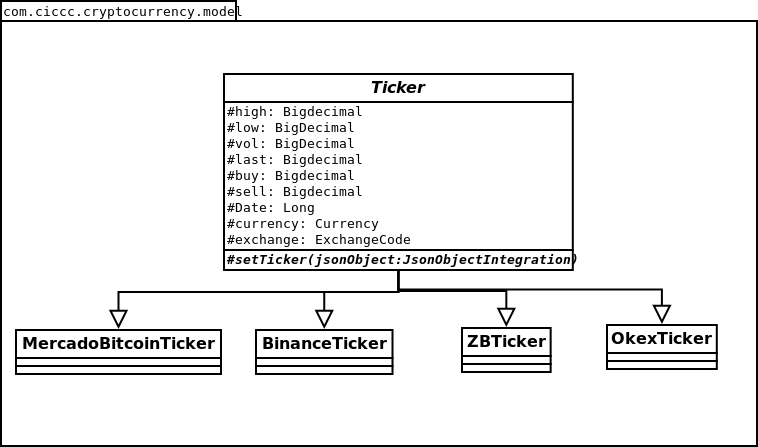 com.ciccc.cryptocurrency.model
Ticker
#high: Bigdecimal
#low: BigDecimal
#vol: BigDecimal
#last: Bigdecimal
#buy: Bigdecimal
#sell: Bigdecimal
#Date: Long
#currency: Currency
#exchange: ExchangeCode
#setTicker(jsonObject:JsonObjectIntegration)
MercadoBitcoinTicker
BinanceTicker
ZBTicker
OkexTicker